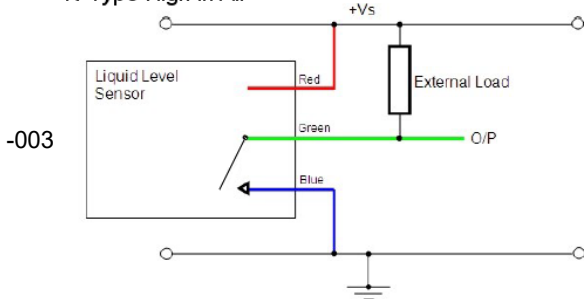 +Vs
Liquid Level
Sensor
Red
External Load
-003
Green
O/P
Blue